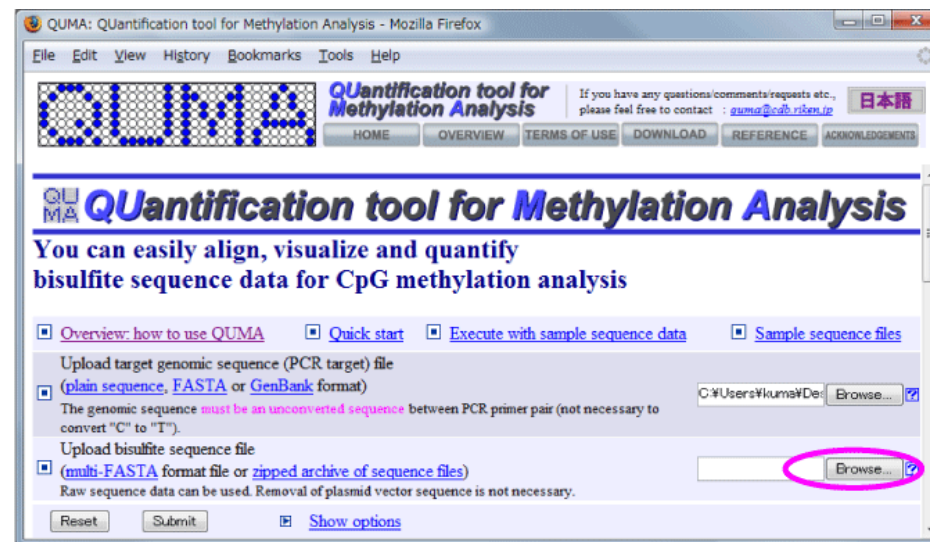 QUMA: QUantification tool for Methylation Analysis - Mozilla Firefox
File Edit View History Bookmarks Tools Help
QUMA
QUantification tool for
Methylation Analysis
If you have any questions/comments/requests etc.,
please feel free to contact : quma@cdb.riken.jp
日本語
HOME OVERVIEW TERMS OF USE DOWNLOAD REFERENCE ACKNOWLEDGEMENTS
QUMA QUantification tool for Methylation Analysis
You can easily align, visualize and quantify
bisulfite sequence data for CpG methylation analysis
Overview: how to use QUMA Quick start Execute with sample sequence data Sample sequence files
Upload target genomic sequence (PCR target) file
(plain sequence, FASTA or GenBank format)
C:¥Users¥kuma¥Des Browse... ?
The genomic sequence must be an unconverted sequence between PCR primer pair (not necessary to
convert "C" to "T").
Upload bisulfite sequence file
(multi-FASTA format file or zipped archive of sequence files)
Browse... ?
Raw sequence data can be used. Removal of plasmid vector sequence is not necessary.
Reset Submit Show options